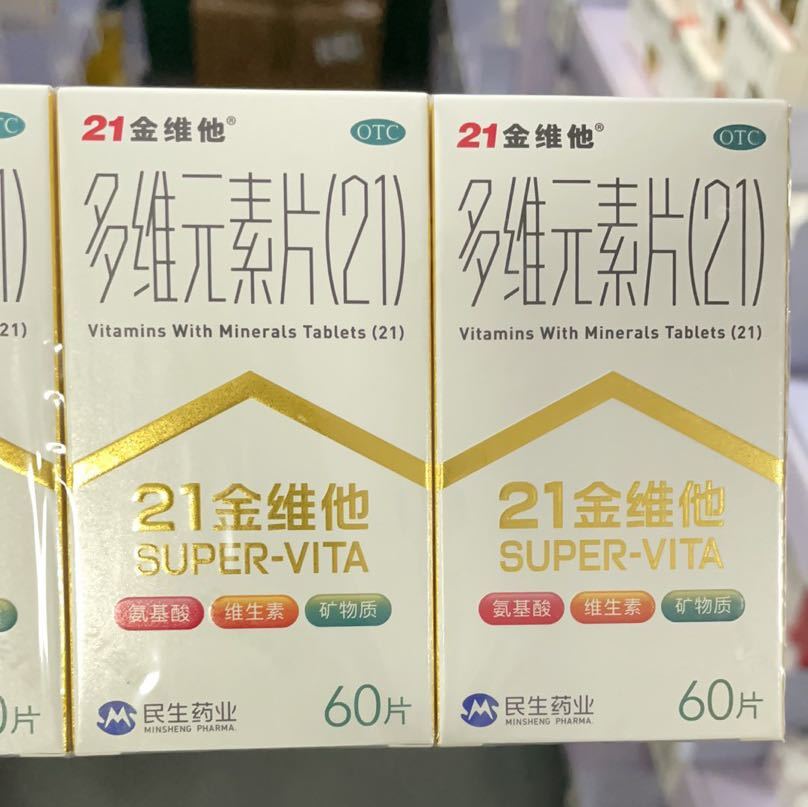 TC
21金维他®
OTC
21金维他®
OTC
多维元素片(21)
多维元素片(21)
21)
Vitamins With Minerals Tablets (21)
Vitamins With Minerals Tablets (21)
21金维他
SUPER-VITA
21金维他
SUPER-VITA
氨基酸 维生素 矿物质
氨基酸 维生素 矿物质
片
民生药业
MINSHENG PHARMA.
60片
民生药业
MINSHENG PHARMA.
60片